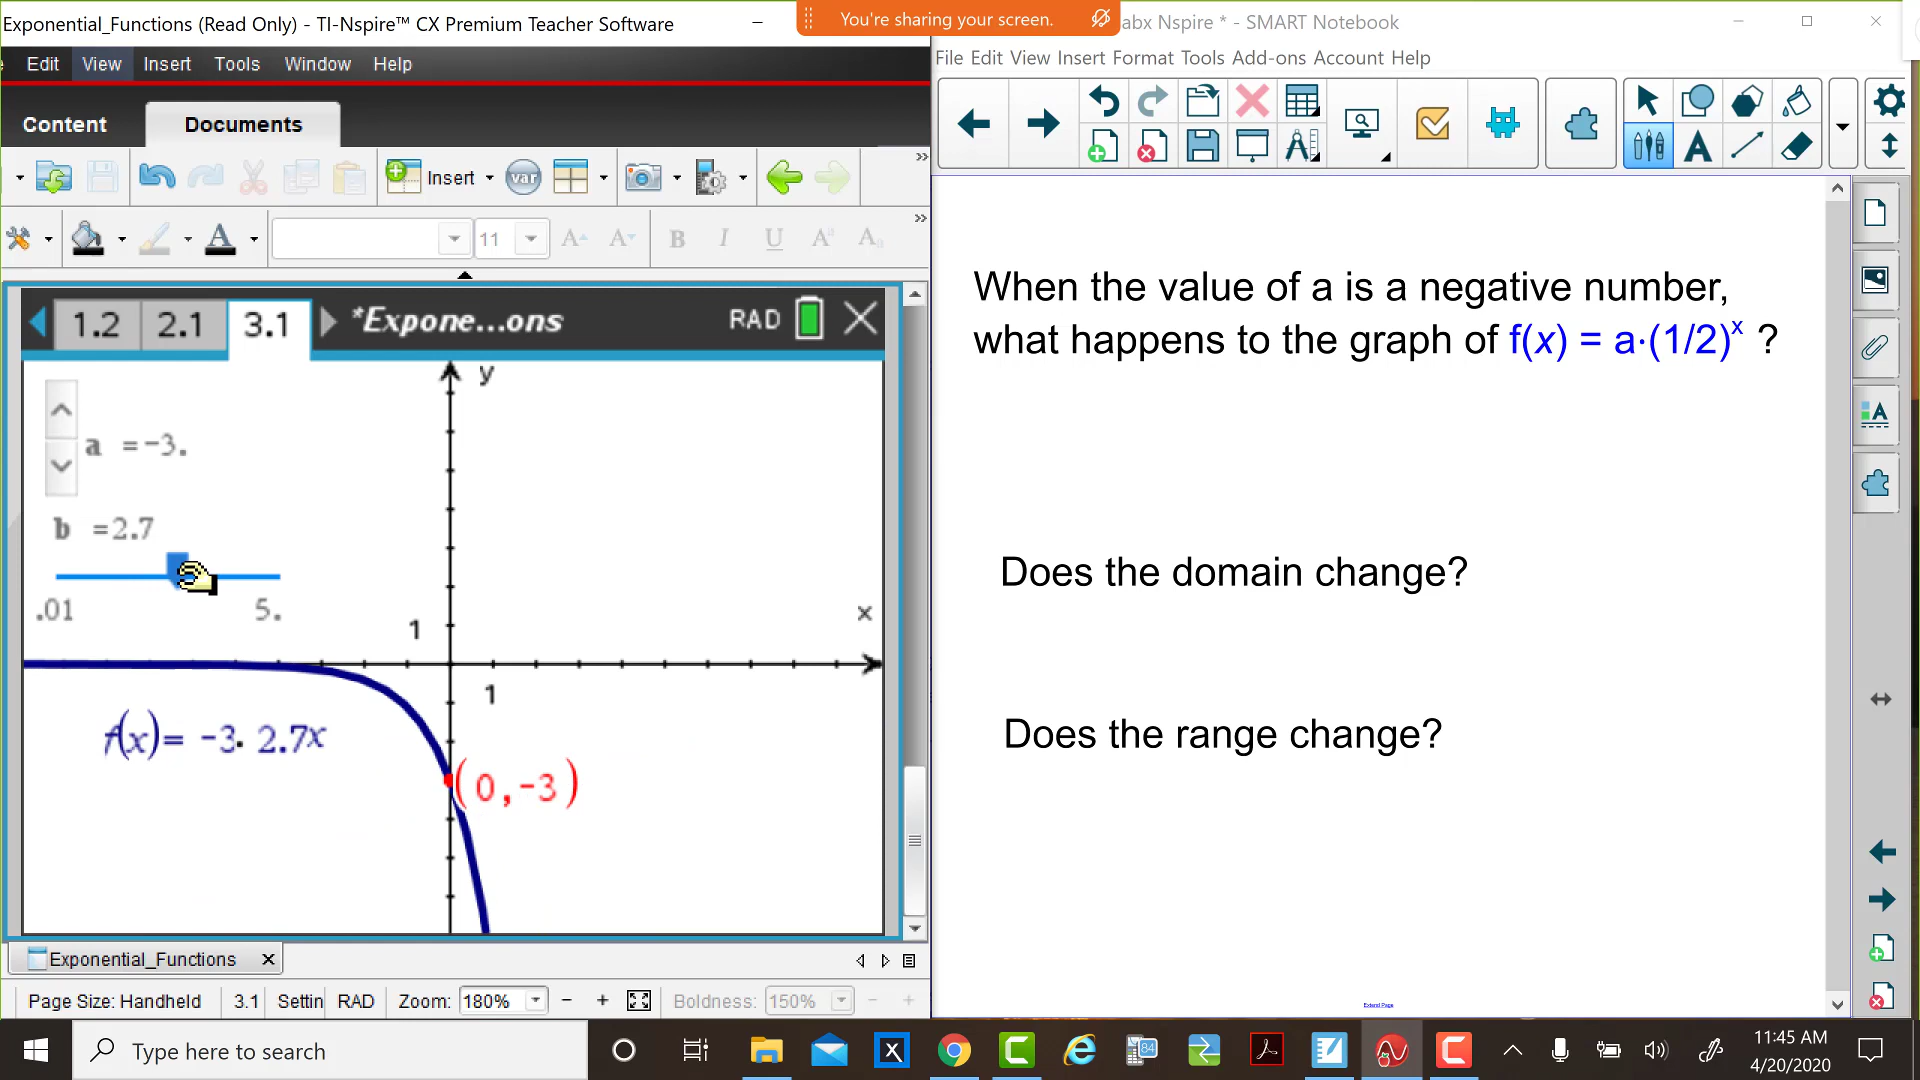 Exponential_Functions (Read Only) - TI-Nspire™ CX Premium Teacher Software
You're sharing your screen.
abx Nspire * - SMART Notebook
Edit View Insert Tools Window Help
File Edit View Insert Format Tools Add-ons Account Help
Content Documents
Insert var
11
B I U
1.2 2.1 3.1 *Expone...ons RAD
y
a =-3.
b =2.7
.01 5.
x
1
1
f(x)= -3· 2.7x
(0,-3)
When the value of a is a negative number,
what happens to the graph of f(x) = a·(1/2)ˣ ?
Does the domain change?
Does the range change?
Extend Page
Exponential_Functions
Page Size: Handheld 3.1 Settin RAD Zoom: 180% Boldness: 150%
Type here to search
84
11:45 AM
4/20/2020